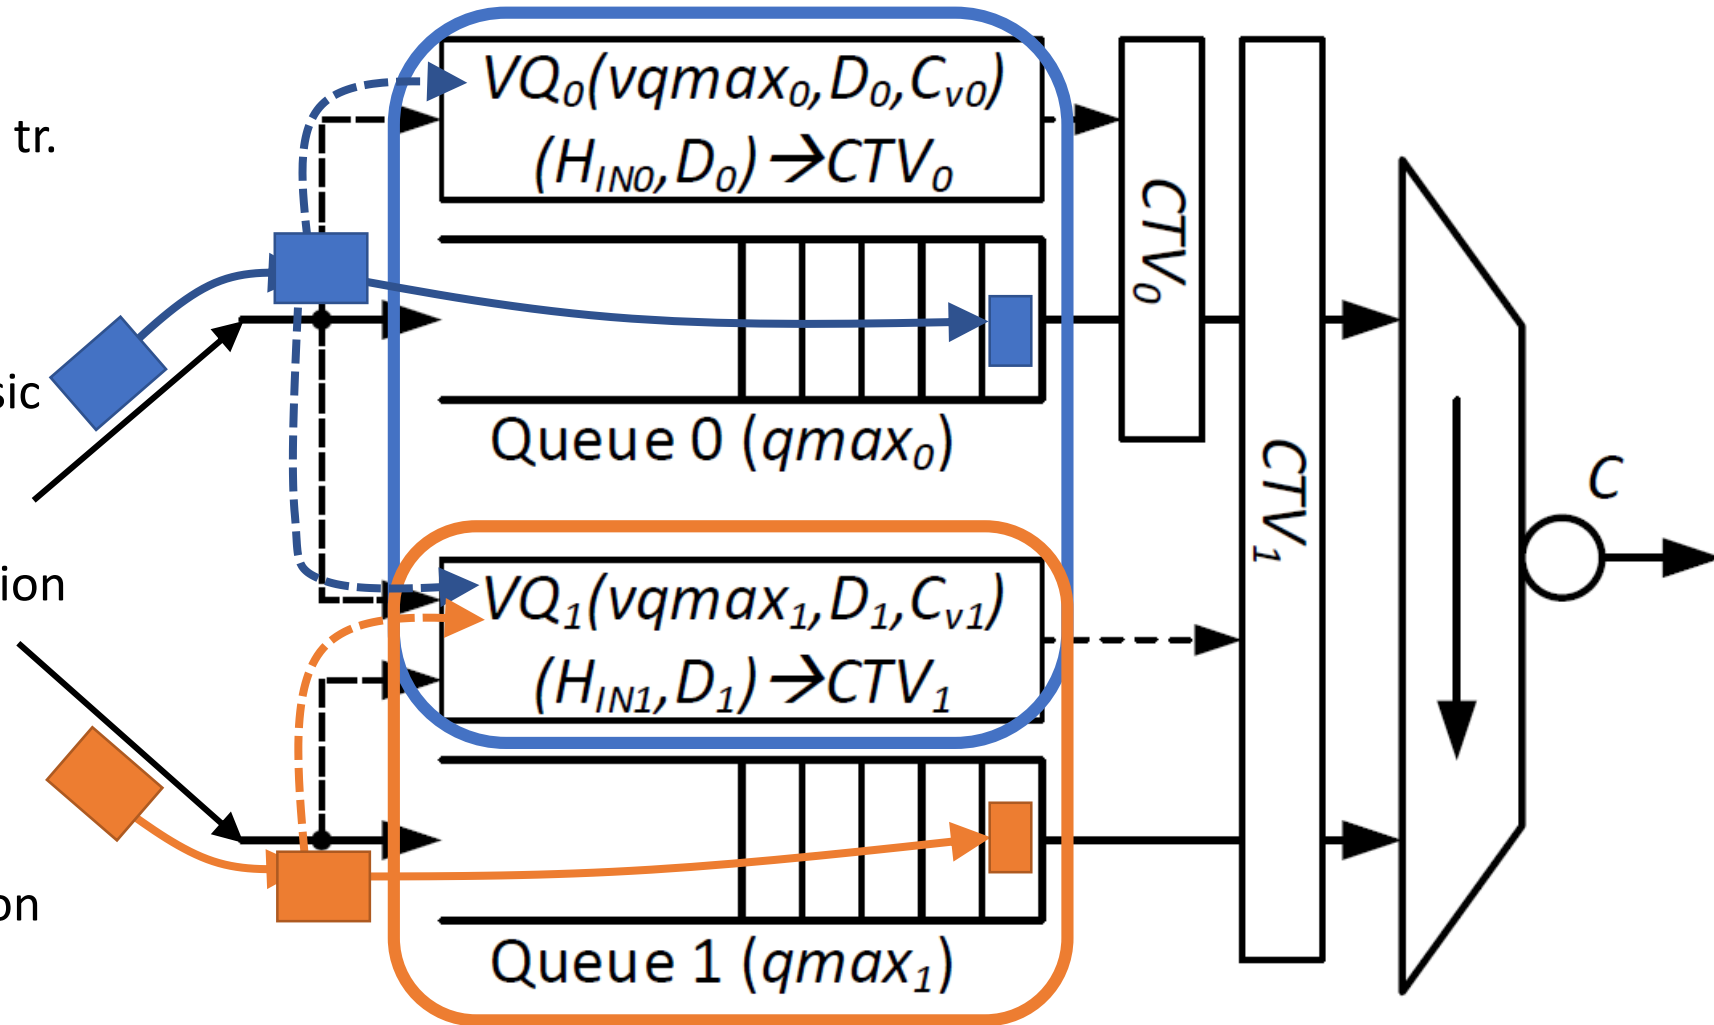 tr.
sic
ion
on
VQ0(vqmax0,D0,Cv0)
(HIN0,D0)→CTV0
Queue 0 (qmax0)
VQ1(vqmax1,D1,Cv1)
(HIN1,D1)→CTV1
Queue 1 (qmax1)
CTV0
CTV1
C